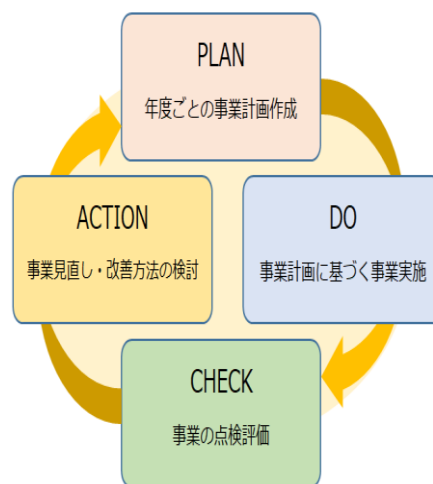 PLAN
年度ごとの事業計画作成
ACTION
事業見直し・改善方法の検討
DO
事業計画に基づく事業実施
CHECK
事業の点検評価